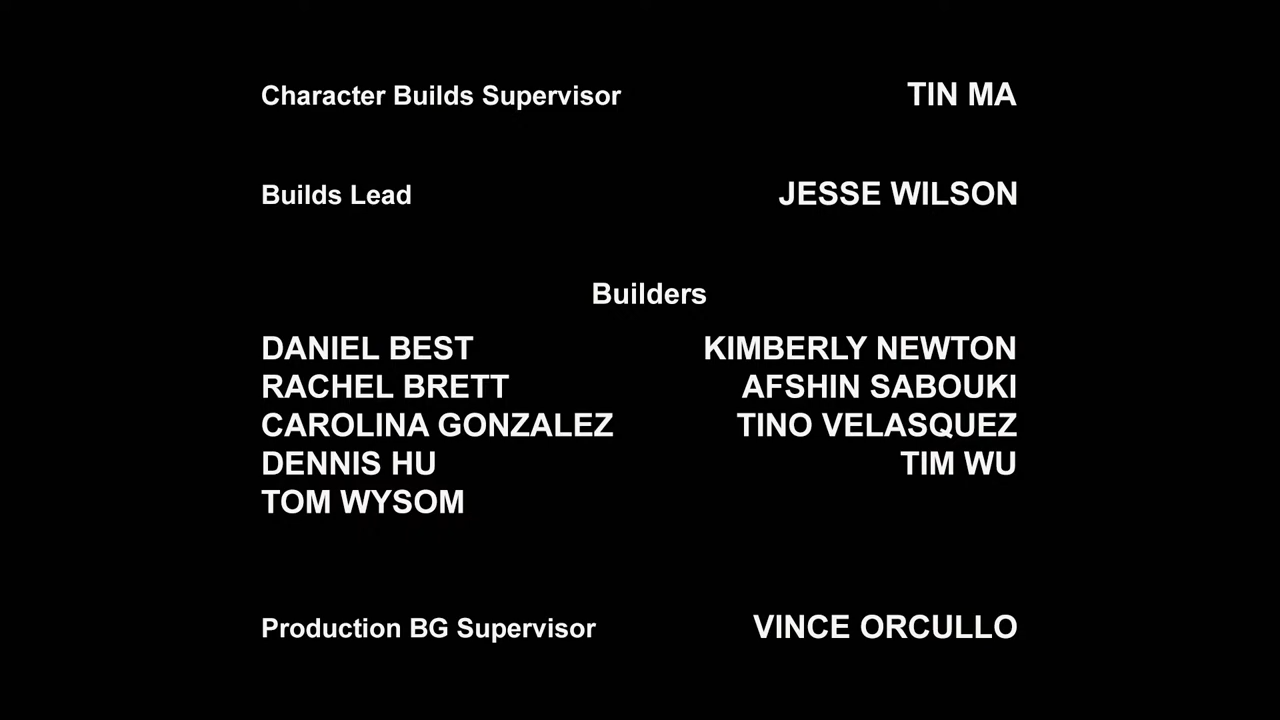 Character Builds Supervisor TIN MA
Builds Lead JESSE WILSON
Builders
DANIEL BEST KIMBERLY NEWTON
RACHEL BRETT AFSHIN SABOUKI
CAROLINA GONZALEZ TINO VELASQUEZ
DENNIS HU TIM WU
TOM WYSOM
Production BG Supervisor VINCE ORCULLO